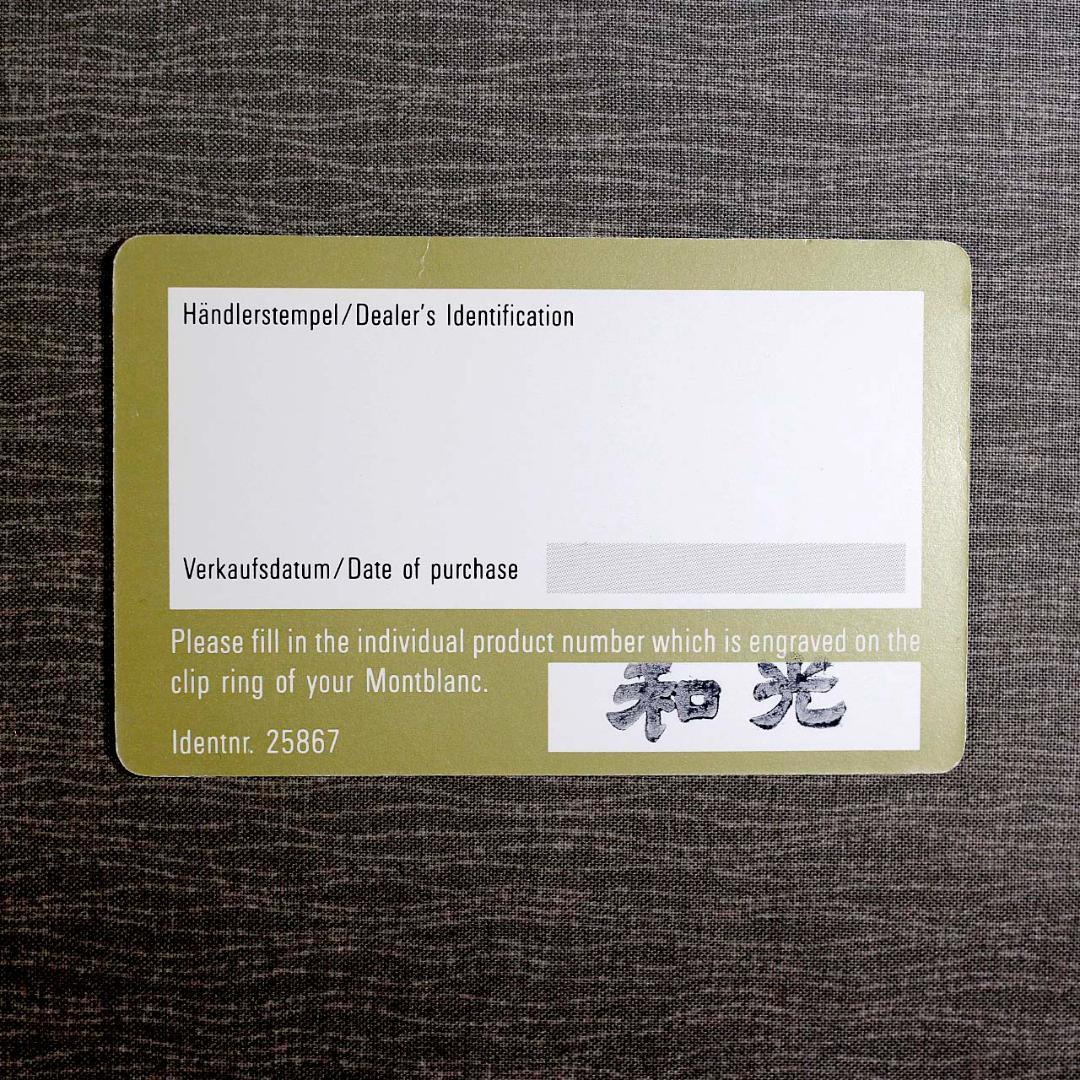 Händlerstempel/Dealer's Identification
Verkaufsdatum/Date of purchase
Please fill in the individual product number which is engraved on the
clip ring of your Montblanc.
和光
Identnr. 25867